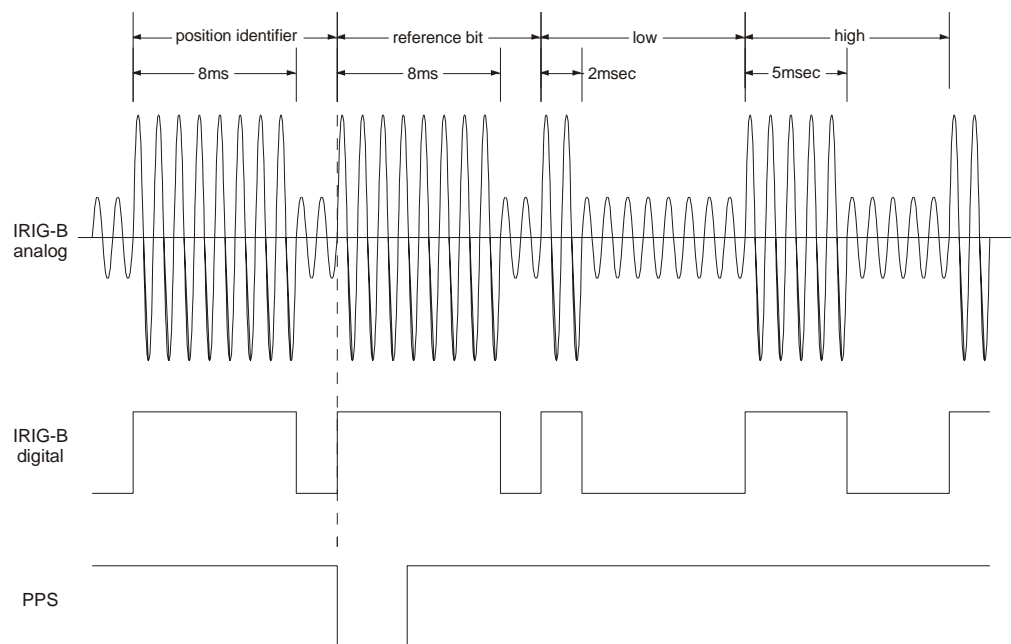 position identifier
reference bit
low
high
8ms
8ms
2msec
5msec
IRIG-B
analog
IRIG-B
digital
PPS